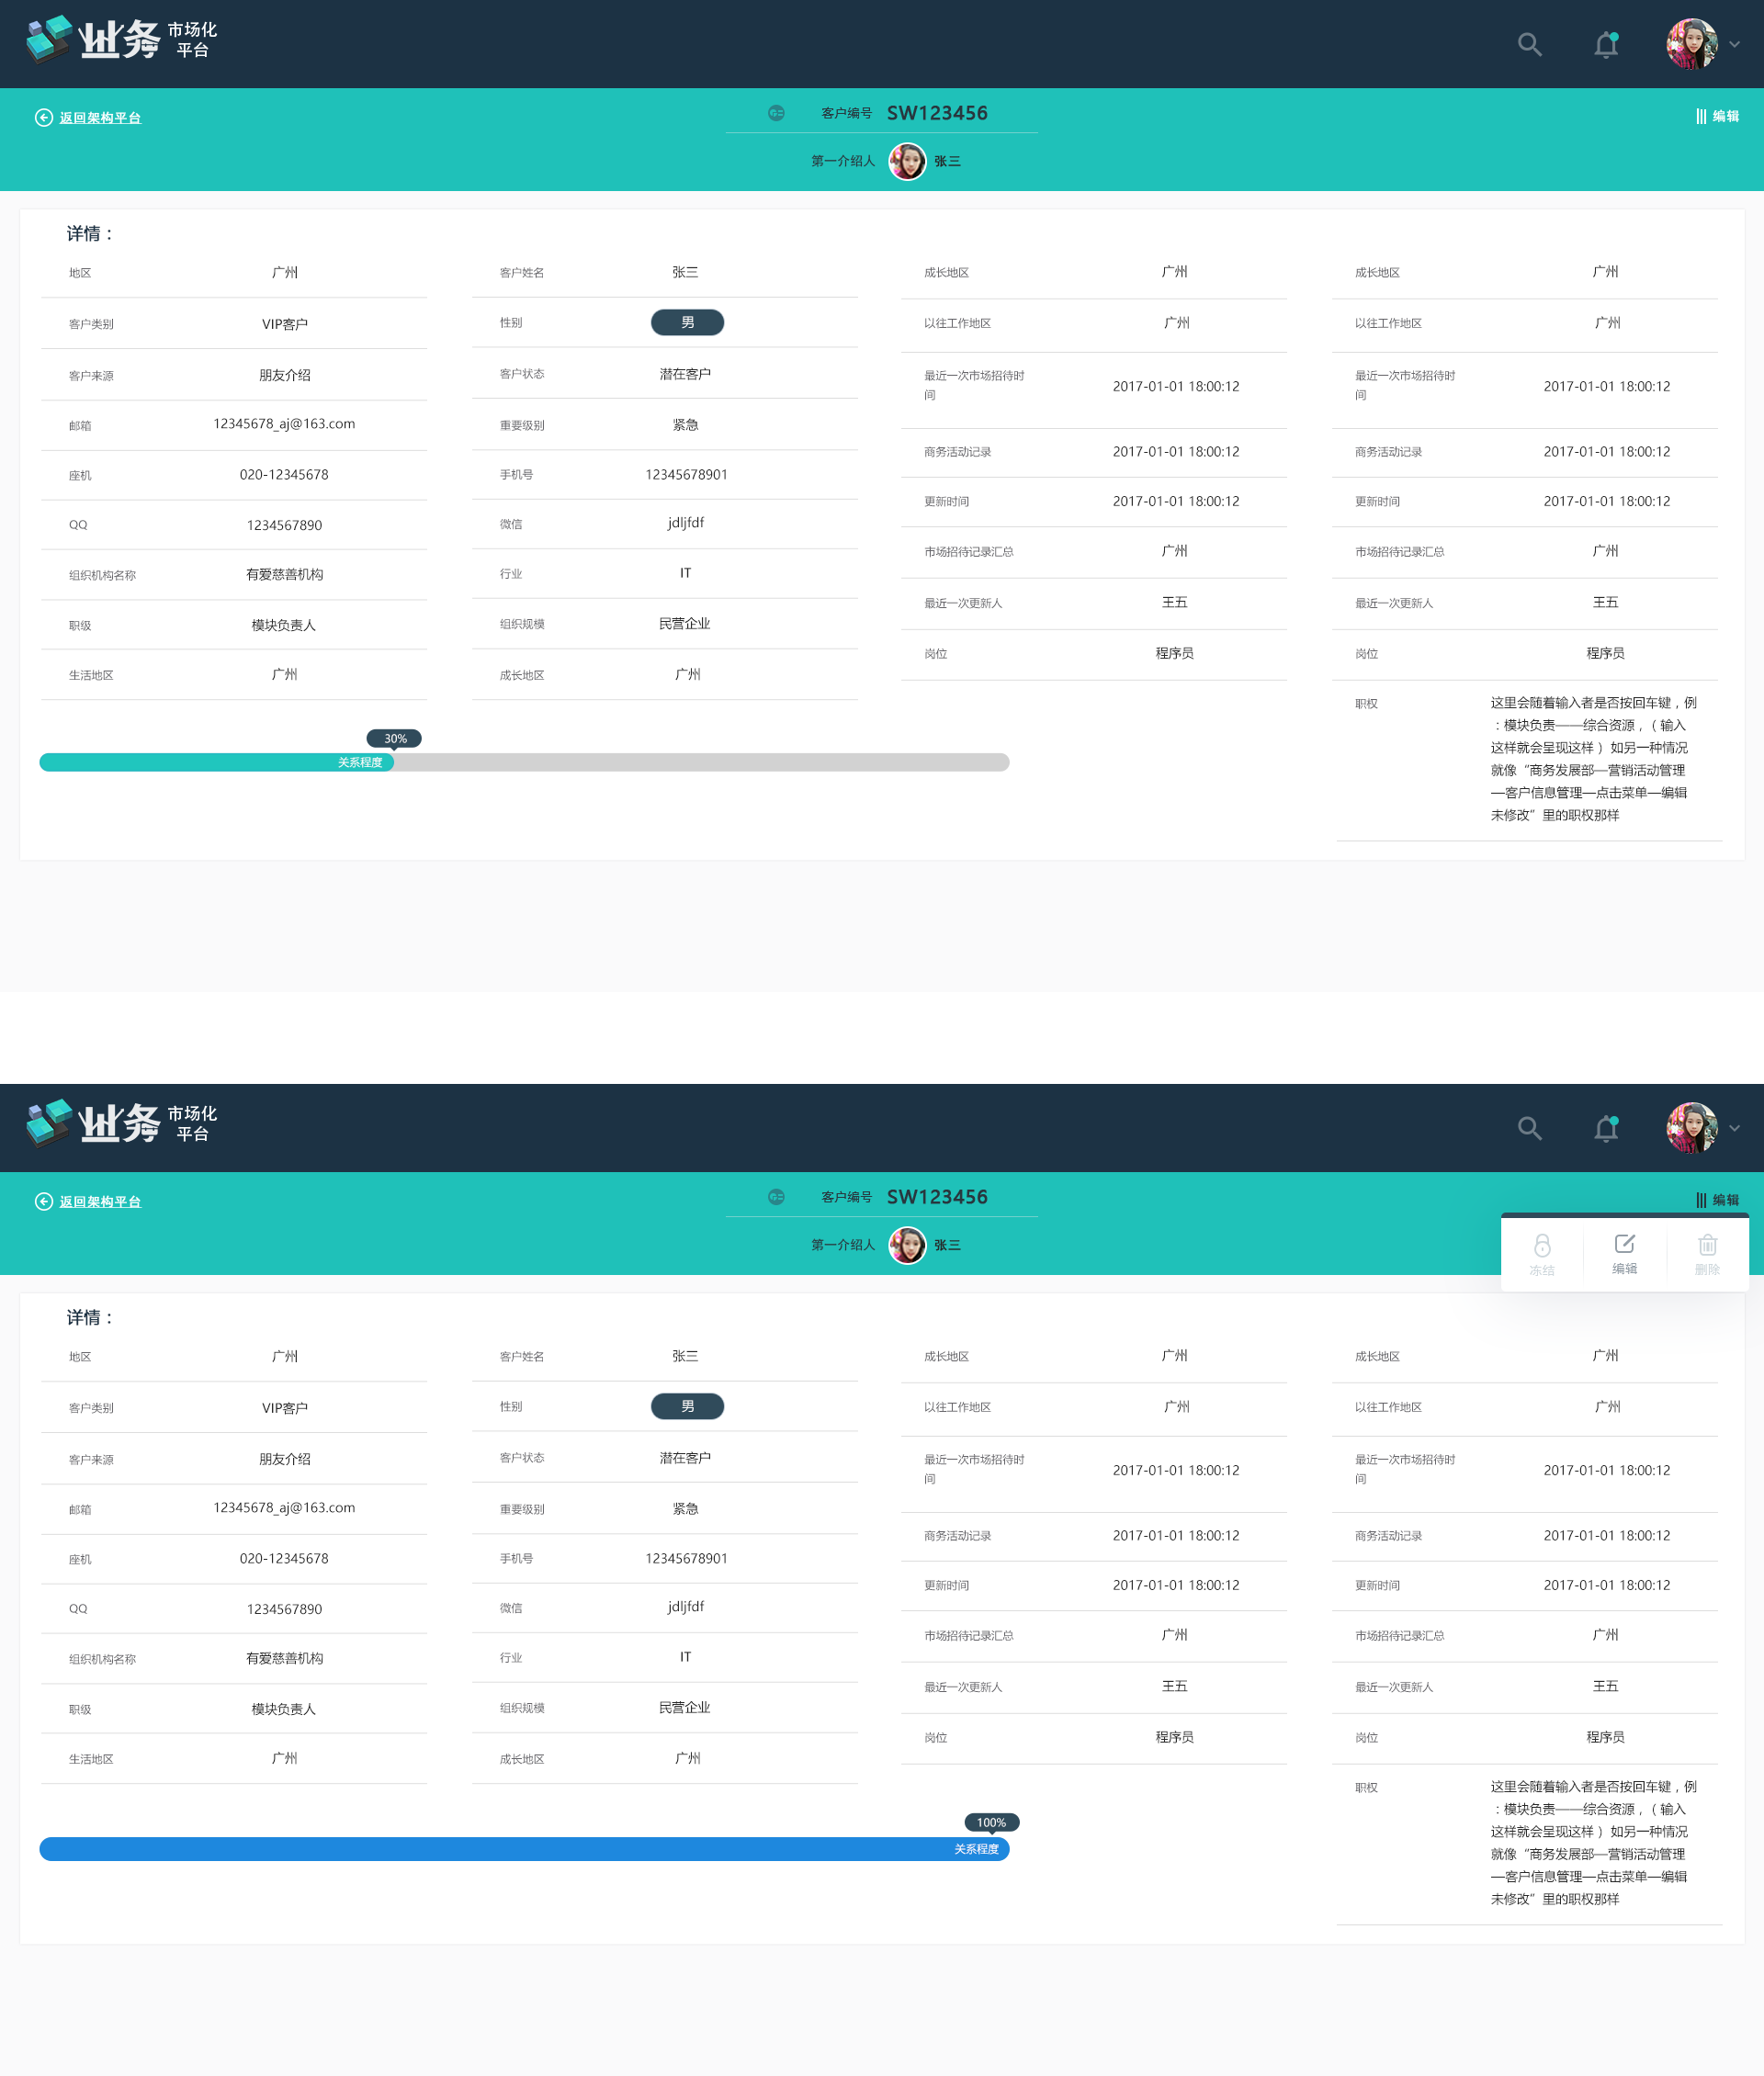 业务 市场化
平台
返回架构平台
客户编号 SW123456
编辑
第一介绍人 张三
详情：
地区 广州
客户类别 VIP客户
客户来源 朋友介绍
邮箱 12345678_aj@163.com
座机 020-12345678
QQ 1234567890
组织机构名称 有爱慈善机构
职级 模块负责人
生活地区 广州
客户姓名 张三
性别 男
客户状态 潜在客户
重要级别 紧急
手机号 12345678901
微信 jdljfdf
行业 IT
组织规模 民营企业
成长地区 广州
成长地区 广州
以往工作地区 广州
最近一次市场招待时
间
2017-01-01 18:00:12
商务活动记录 2017-01-01 18:00:12
更新时间 2017-01-01 18:00:12
市场招待记录汇总 广州
最近一次更新人 王五
岗位 程序员
成长地区 广州
以往工作地区 广州
最近一次市场招待时
间
2017-01-01 18:00:12
商务活动记录 2017-01-01 18:00:12
更新时间 2017-01-01 18:00:12
市场招待记录汇总 广州
最近一次更新人 王五
岗位 程序员
职权 这里会随着输入者是否按回车键，例
：模块负责——综合资源，（ 输入
这样就会呈现这样 ）如另一种情况
就像“商务发展部—营销活动管理
—客户信息管理—点击菜单—编辑
未修改”里的职权那样
30%
关系程度
业务 市场化
平台
返回架构平台
客户编号 SW123456
编辑
第一介绍人 张三
冻结 编辑 删除
详情：
地区 广州
客户类别 VIP客户
客户来源 朋友介绍
邮箱 12345678_aj@163.com
座机 020-12345678
QQ 1234567890
组织机构名称 有爱慈善机构
职级 模块负责人
生活地区 广州
客户姓名 张三
性别 男
客户状态 潜在客户
重要级别 紧急
手机号 12345678901
微信 jdljfdf
行业 IT
组织规模 民营企业
成长地区 广州
成长地区 广州
以往工作地区 广州
最近一次市场招待时
间
2017-01-01 18:00:12
商务活动记录 2017-01-01 18:00:12
更新时间 2017-01-01 18:00:12
市场招待记录汇总 广州
最近一次更新人 王五
岗位 程序员
成长地区 广州
以往工作地区 广州
最近一次市场招待时
间
2017-01-01 18:00:12
商务活动记录 2017-01-01 18:00:12
更新时间 2017-01-01 18:00:12
市场招待记录汇总 广州
最近一次更新人 王五
岗位 程序员
职权 这里会随着输入者是否按回车键，例
：模块负责——综合资源，（ 输入
这样就会呈现这样 ）如另一种情况
就像“商务发展部—营销活动管理
—客户信息管理—点击菜单—编辑
未修改”里的职权那样
100%
关系程度